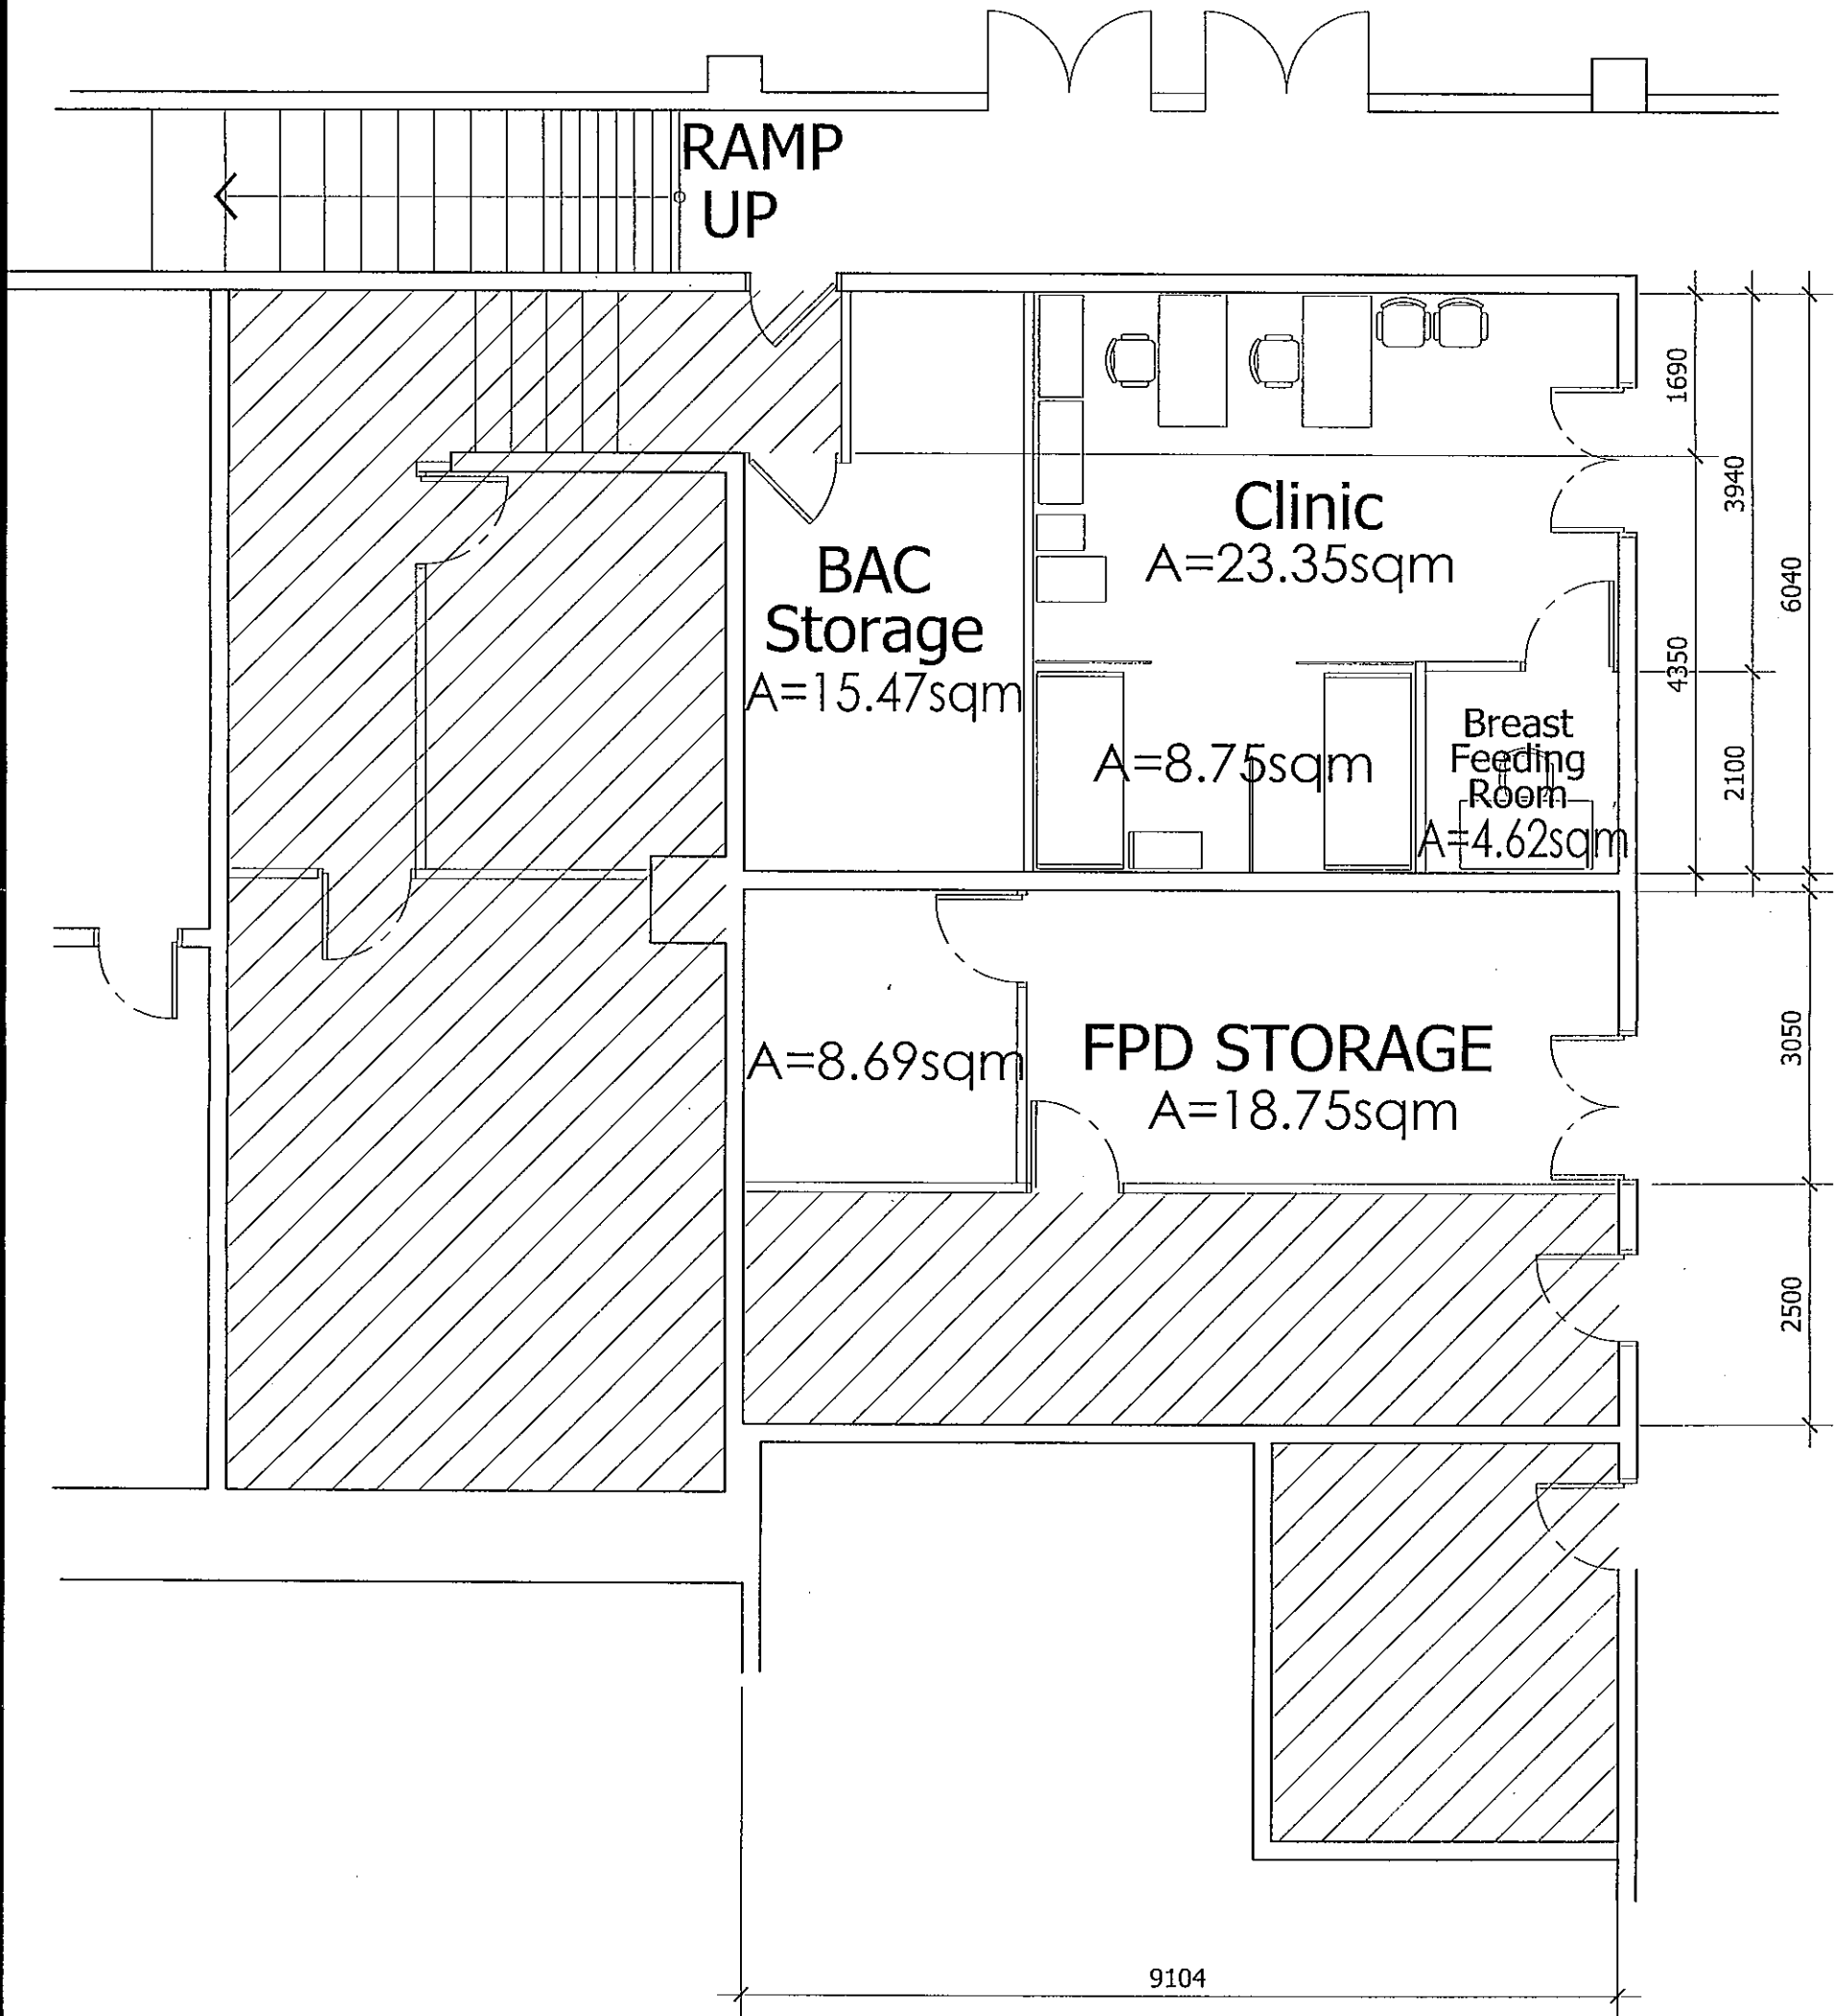 RAMP
UP
1690
3940
6040
4350
2100
Clinic
A=23.35sqm
BAC
Storage
A=15.47sqm
A=8.75sqm
Breast
Feeding
Room
A=4.62sqm
A=8.69sqm
FPD STORAGE
A=18.75sqm
3050
2500
9104